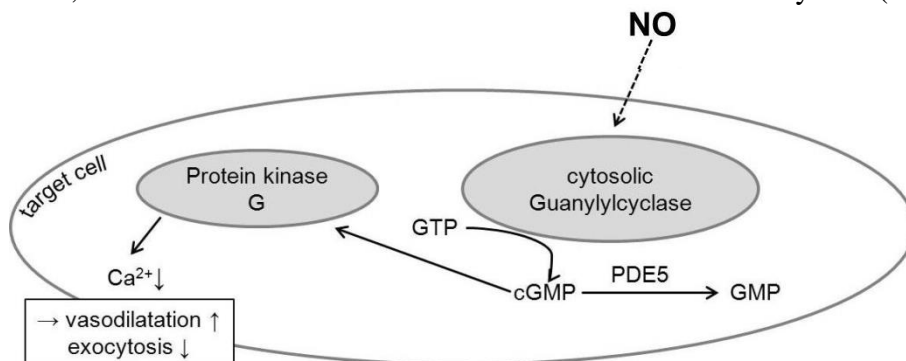 NO
target cell
Protein kinase
G
cytosolic
Guanylylcyclase
GTP
cGMP
PDE5
GMP
Ca²⁺↓
→ vasodilatation ↑
exocytosis ↓